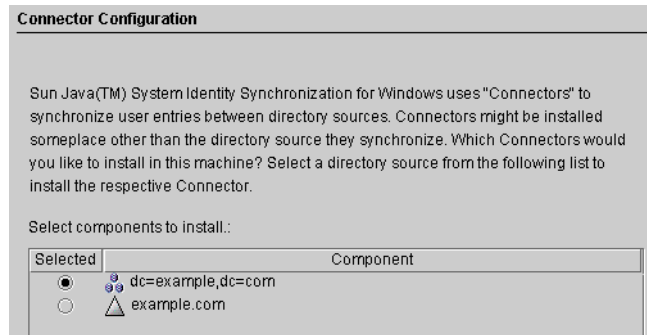 Connector Configuration
Sun Java(TM) System Identity Synchronization for Windows uses "Connectors" to
synchronize user entries between directory sources. Connectors might be installed
someplace other than the directory source they synchronize. Which Connectors would
you like to install in this machine? Select a directory source from the following list to
install the respective Connector.
Select components to install.:
Selected Component
dc=example,dc=com
example.com